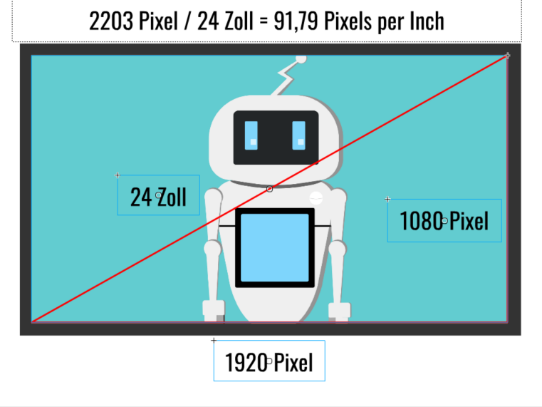 2203 Pixel / 24 Zoll = 91,79 Pixels per Inch
24 Zoll
1080 Pixel
1920 Pixel